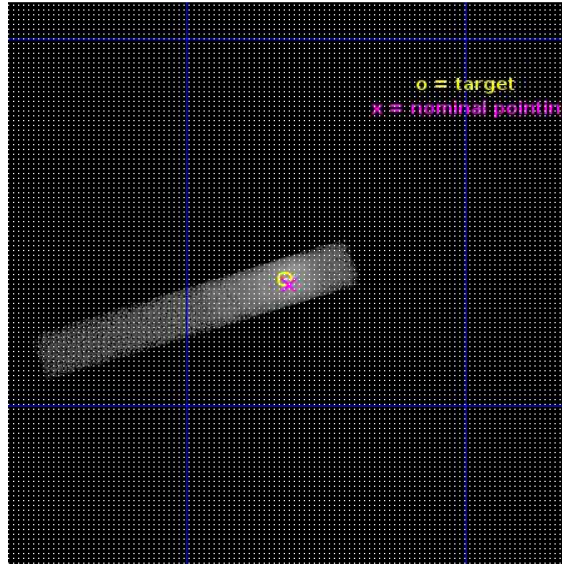 o = target
x = nominal pointin